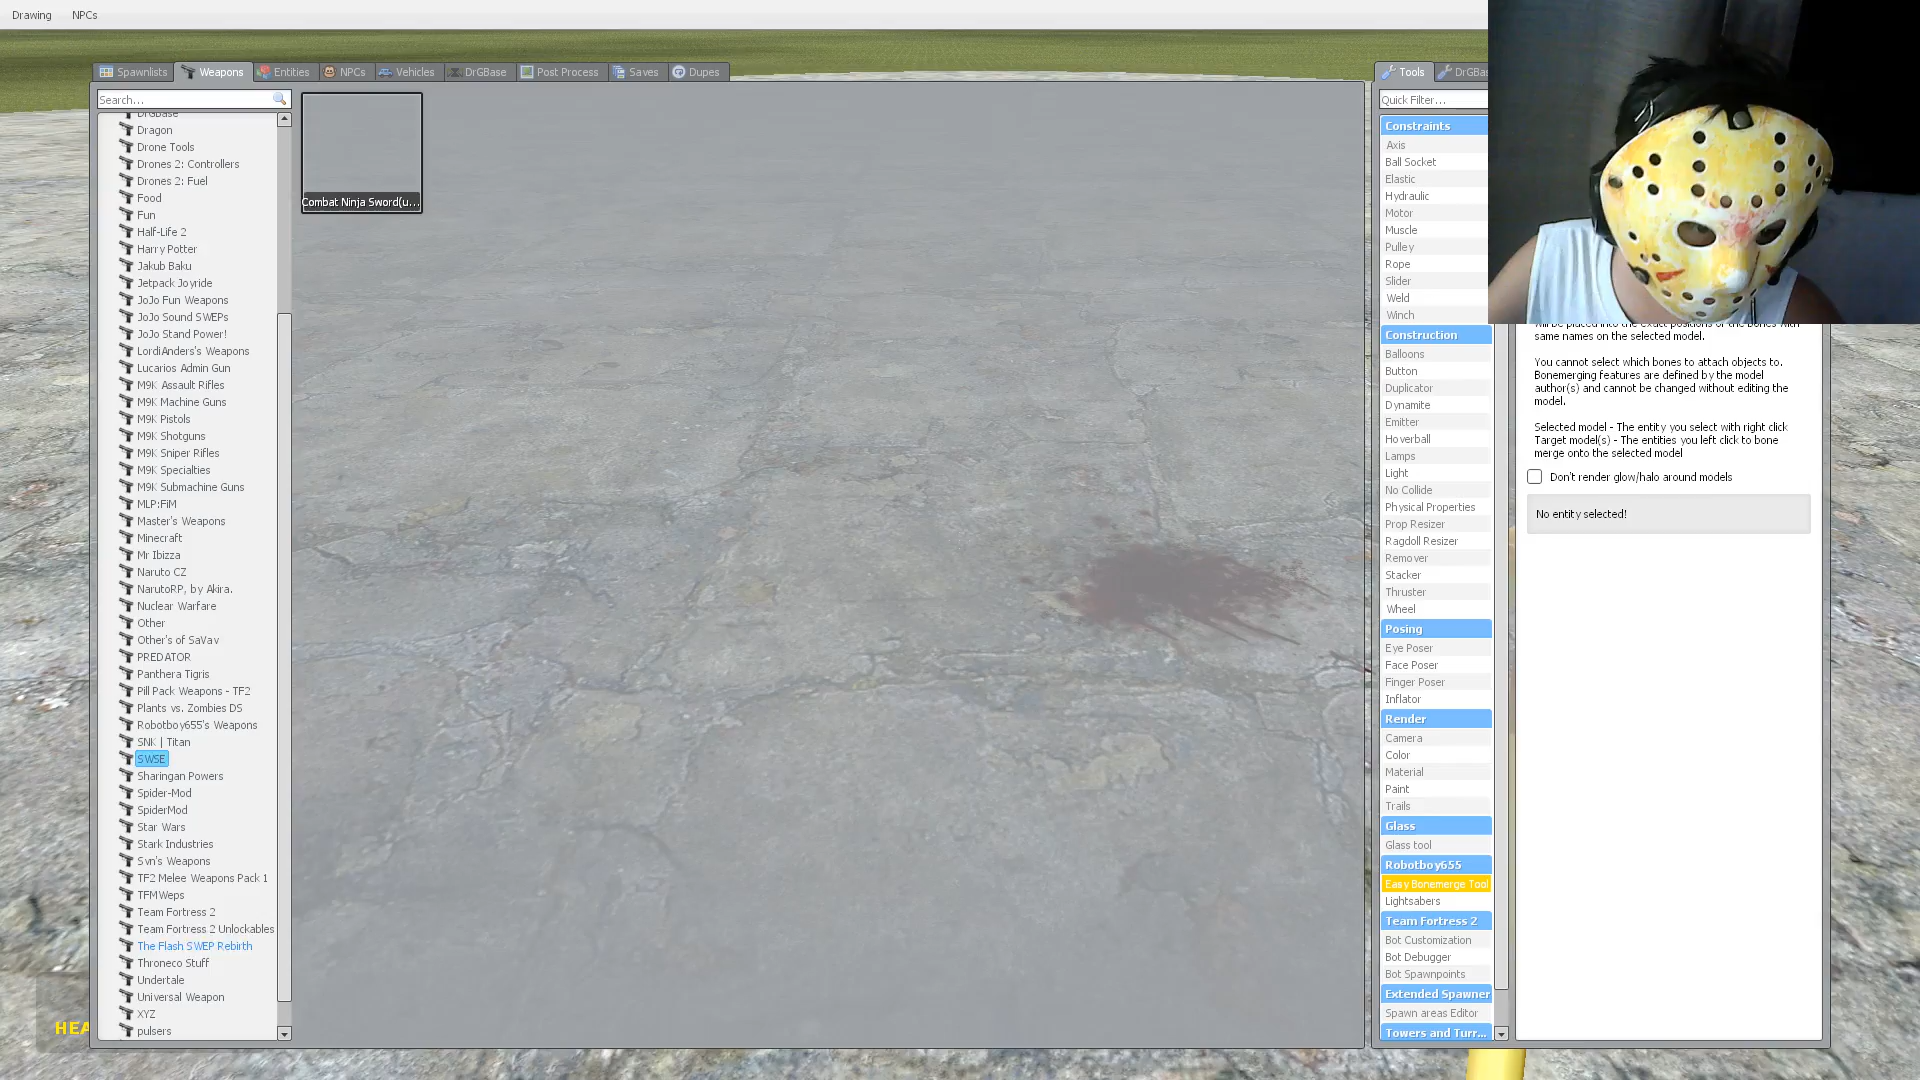 Drawing
NPCs
Spawnlists
Weapons
Entities
NPCs
Vehicles
DrGBase
Post Process
Saves
Dupes
Search...
DrGBase
Dragon
Drone Tools
Drones 2: Controllers
Drones 2: Fuel
Food
Fun
Half-Life 2
Harry Potter
Jakub Baku
Jetpack Joyride
JoJo Fun Weapons
JoJo Sound SWEPs
JoJo Stand Power!
LordiAnders's Weapons
Lucarios Admin Gun
M9K Assault Rifles
M9K Machine Guns
M9K Pistols
M9K Shotguns
M9K Sniper Rifles
M9K Specialties
M9K Submachine Guns
MLP:FiM
Master's Weapons
Minecraft
Mr Ibizza
Naruto CZ
NarutoRP, by Akira.
Nuclear Warfare
Other
Other's of SaVav
PREDATOR
Panthera Tigris
Pill Pack Weapons - TF2
Plants vs. Zombies DS
Robotboy655's Weapons
SNK | Titan
SWSE
Sharingan Powers
Spider-Mod
SpiderMod
Star Wars
Stark Industries
Svn's Weapons
TF2 Melee Weapons Pack 1
TFMWeps
Team Fortress 2
Team Fortress 2 Unlockables
The Flash SWEP Rebirth
Throneco Stuff
Undertale
Universal Weapon
XYZ
pulsers
HEA
Combat Ninja Sword(u...
Tools
DrGBas
Quick Filter...
Constraints
Axis
Ball Socket
Elastic
Hydraulic
Motor
Muscle
Pulley
Rope
Slider
Weld
Winch
Construction
Balloons
Button
Duplicator
Dynamite
Emitter
Hoverball
Lamps
Light
No Collide
Physical Properties
Prop Resizer
Ragdoll Resizer
Remover
Stacker
Thruster
Wheel
Posing
Eye Poser
Face Poser
Finger Poser
Inflator
Render
Camera
Color
Material
Paint
Trails
Glass
Glass tool
Robotboy655
Easy Bonemerge Tool
Lightsabers
Team Fortress 2
Bot Customization
Bot Debugger
Bot Spawnpoints
Extended Spawner
Spawn areas Editor
Towers and Turr...
will be placed into the exact positions of the bones with
same names on the selected model.
You cannot select which bones to attach objects to.
Bonemerging features are defined by the model
author(s) and cannot be changed without editing the
model.
Selected model - The entity you select with right click
Target model(s) - The entities you left click to bone
merge onto the selected model
Don't render glow/halo around models
No entity selected!